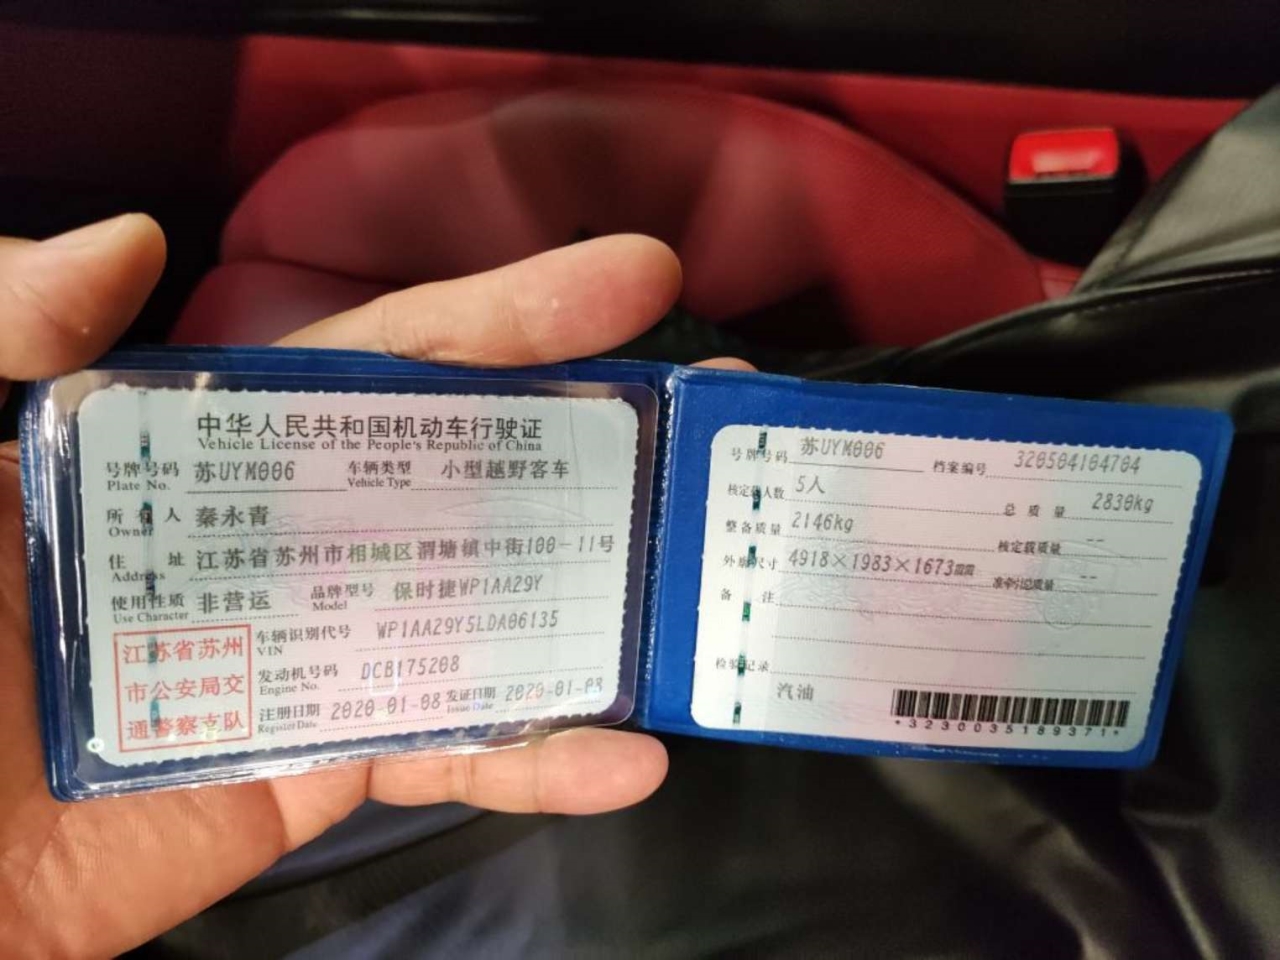 中华人民共和国机动车行驶证
Vehicle License of the People's Republic of China
号牌号码 苏UYM006 车辆类型 小型越野客车
Plate No. Vehicle Type
所有人 秦永青
Owner
住址 江苏省苏州市相城区渭塘镇中街100-11号
Address
使用性质 非营运 品牌型号 保时捷WP1AA29Y
Use Character Model
江苏省苏州
市公安局交
通警察支队
车辆识别代号 WP1AA29Y5LDA06135
VIN
发动机号码 DCB175208
Engine No.
注册日期 2020-01-08 发证日期 2020-01-08
Register Date Issue Date
号牌号码 苏UYM006 档案编号 320504104704
核定载人数 5人 总质量 2830kg
整备质量 2146kg 核定载质量 --
外廓尺寸 4918×1983×1673 准牵引总质量 --
备注
检验记录
汽油
*3230035189371*